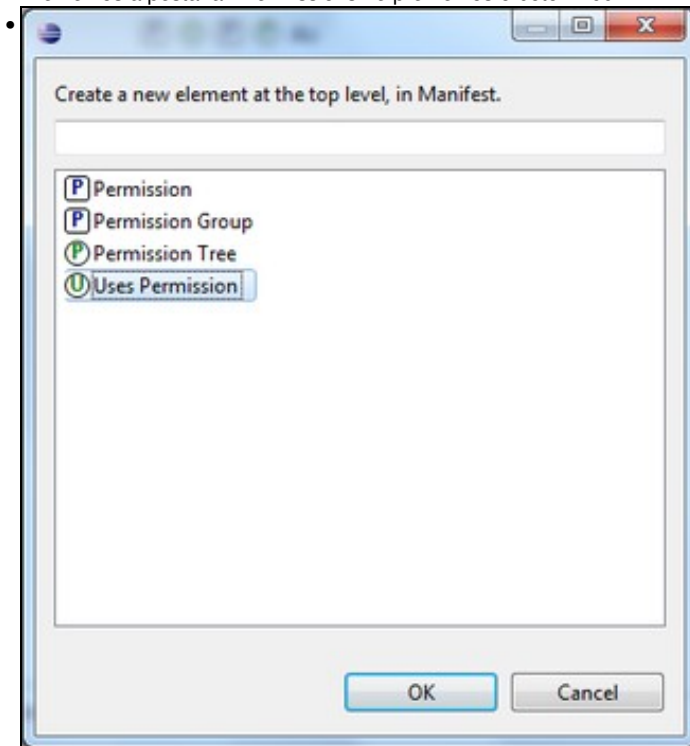 Create a new element at the top level, in Manifest.
P Permission
P Permission Group
P Permission Tree
U Uses Permission
OK Cancel